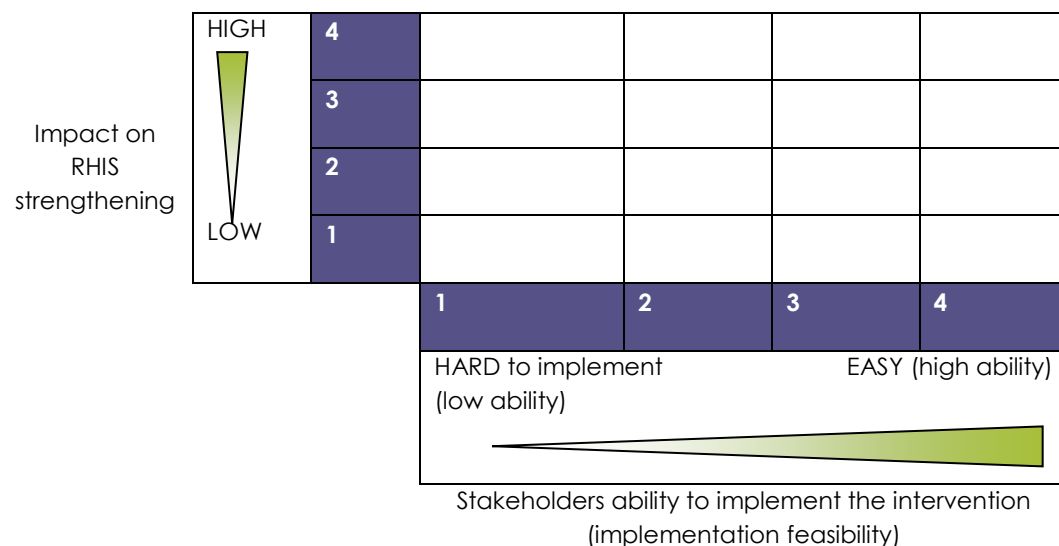 HIGH
4
3
Impact on
RHIS
strengthening
2
LOW
1
1 2 3 4
HARD to implement EASY (high ability)
(low ability)
Stakeholders ability to implement the intervention
(implementation feasibility)